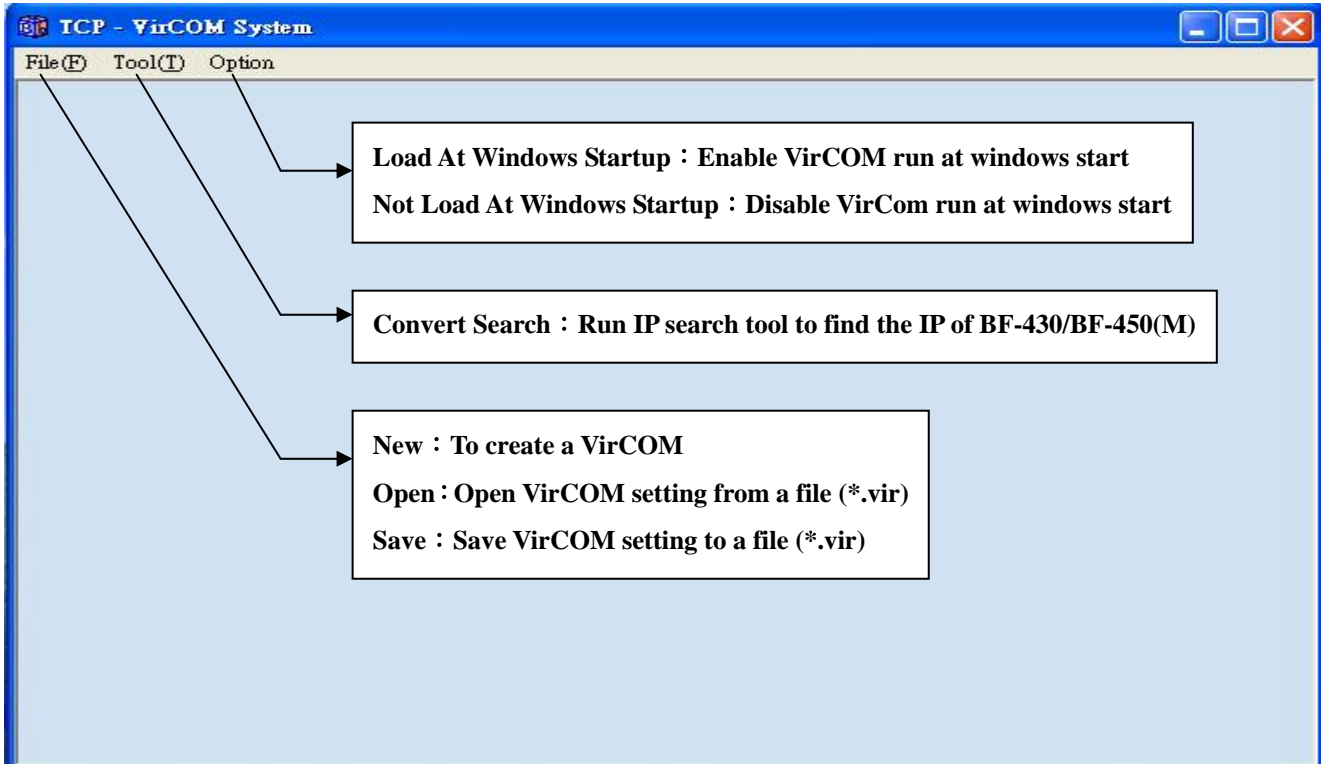 TCP - VirCOM System
File(F) Tool(T) Option
Load At Windows Startup：Enable VirCOM run at windows start
Not Load At Windows Startup：Disable VirCom run at windows start
Convert Search：Run IP search tool to find the IP of BF-430/BF-450(M)
New：To create a VirCOM
Open：Open VirCOM setting from a file (*.vir)
Save：Save VirCOM setting to a file (*.vir)